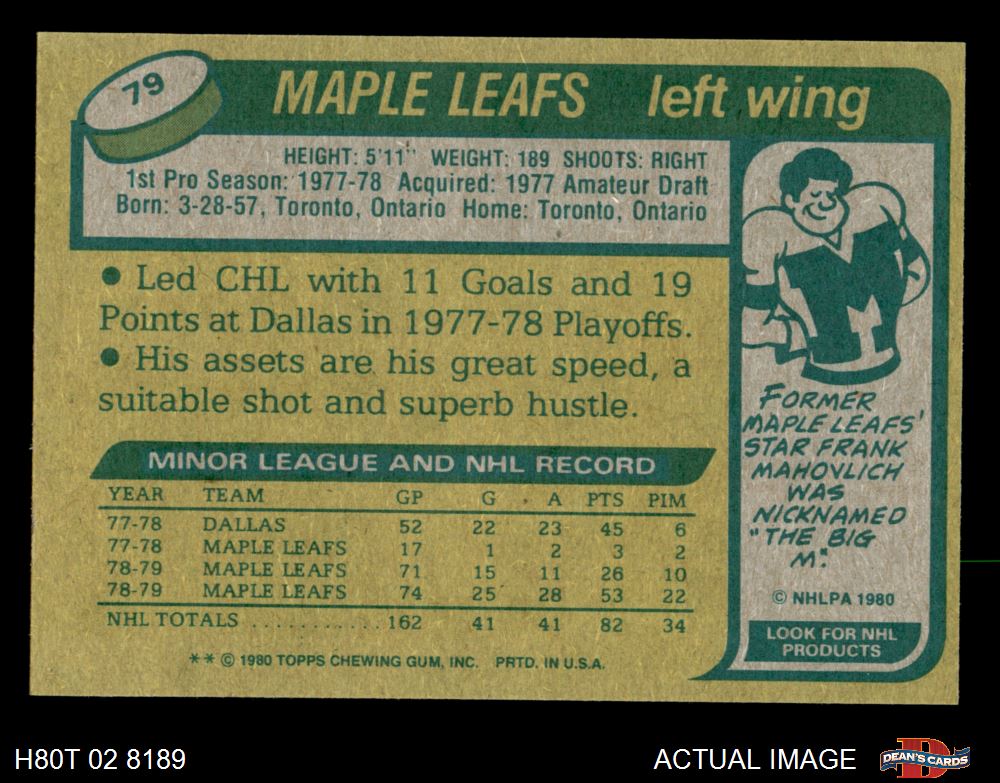 79
MAPLE LEAFS left wing
HEIGHT: 5'11" WEIGHT: 189 SHOOTS: RIGHT
1st Pro Season: 1977-78 Acquired: 1977 Amateur Draft
Born: 3-28-57, Toronto, Ontario Home: Toronto, Ontario
● Led CHL with 11 Goals and 19
Points at Dallas in 1977-78 Playoffs.
● His assets are his great speed, a
suitable shot and superb hustle.
MINOR LEAGUE AND NHL RECORD
YEAR TEAM GP G A PTS PIM
77-78 DALLAS 52 22 23 45 6
77-78 MAPLE LEAFS 17 1 2 3 2
78-79 MAPLE LEAFS 71 15 11 26 10
78-79 MAPLE LEAFS 74 25 28 53 22
NHL TOTALS ............ 162 41 41 82 34
** © 1980 TOPPS CHEWING GUM, INC. PRTD. IN U.S.A.
M
FORMER
MAPLE LEAFS'
STAR FRANK
MAHOVLICH
WAS
NICKNAMED
"THE BIG
M".
© NHLPA 1980
LOOK FOR NHL
PRODUCTS
H80T 02 8189
ACTUAL IMAGE
D
DEAN'S CARDS